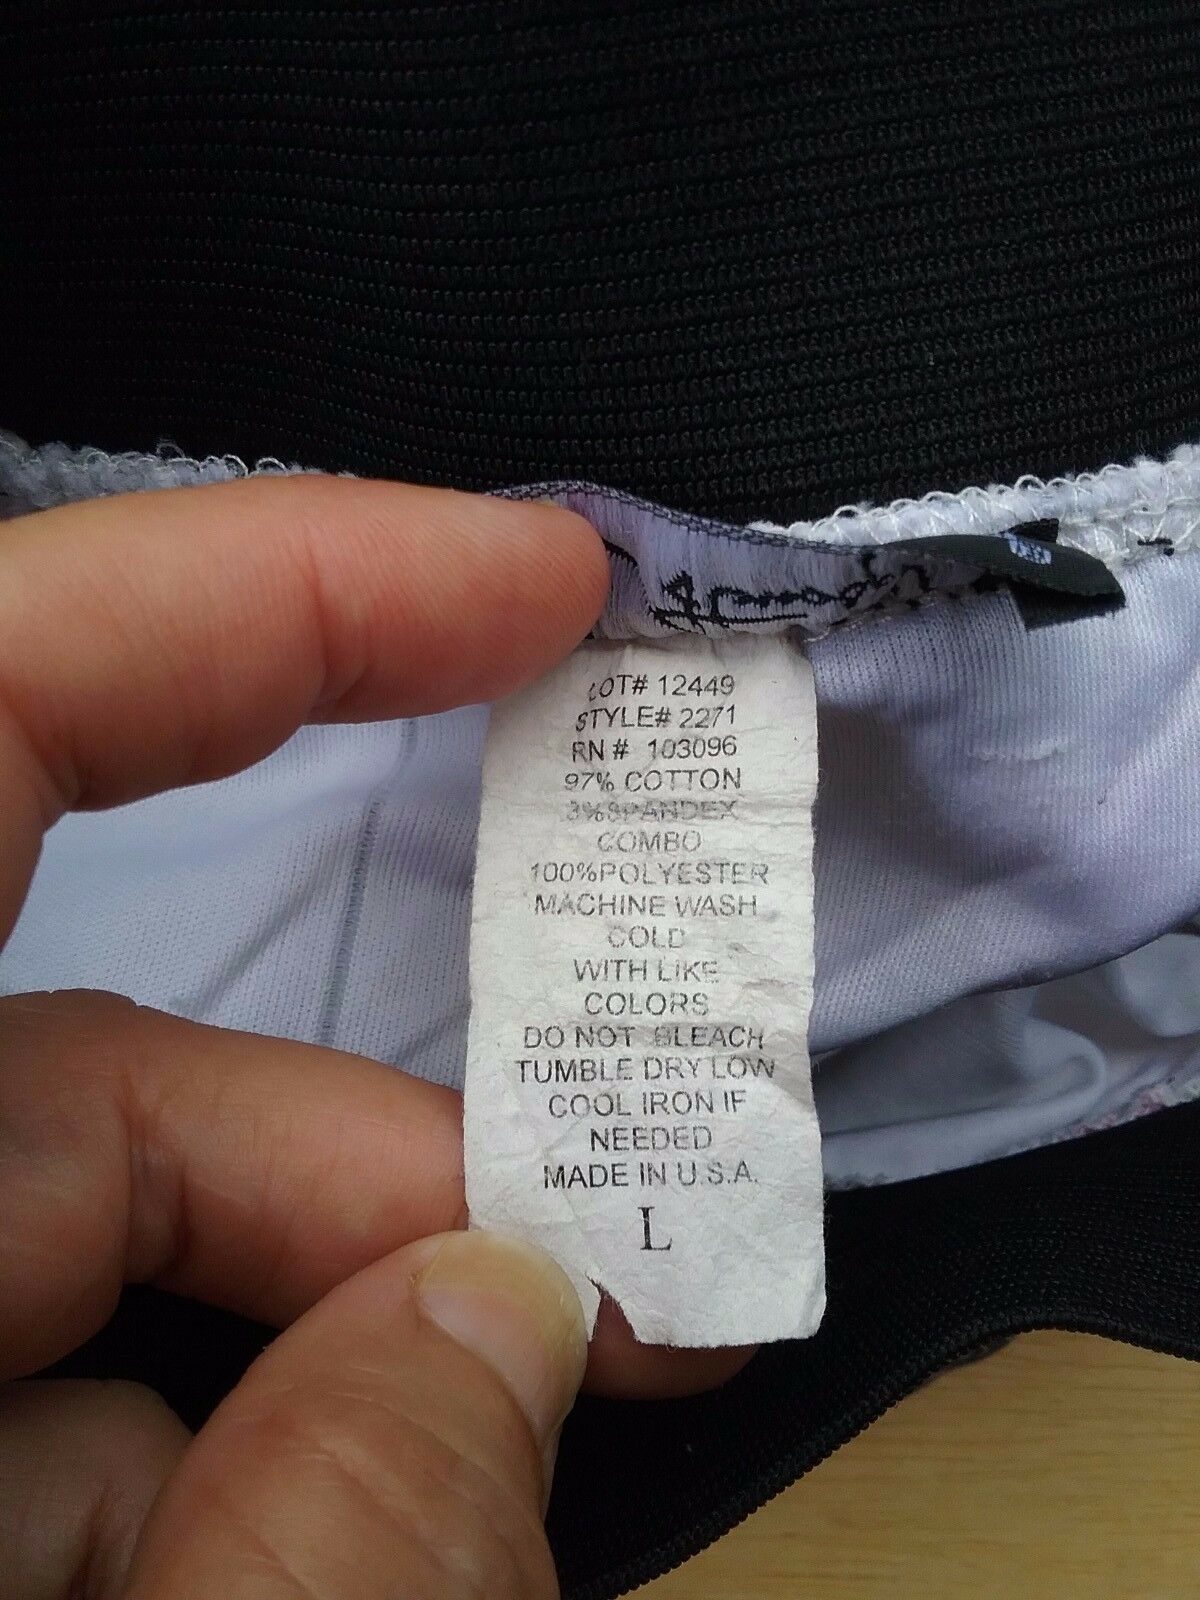 LOT# 12449
STYLE# 2271
RN # 103096
97% COTTON
3%SPANDEX
COMBO
100%POLYESTER
MACHINE WASH
COLD
WITH LIKE
COLORS
DO NOT BLEACH
TUMBLE DRY LOW
COOL IRON IF
NEEDED
MADE IN U.S.A.
L